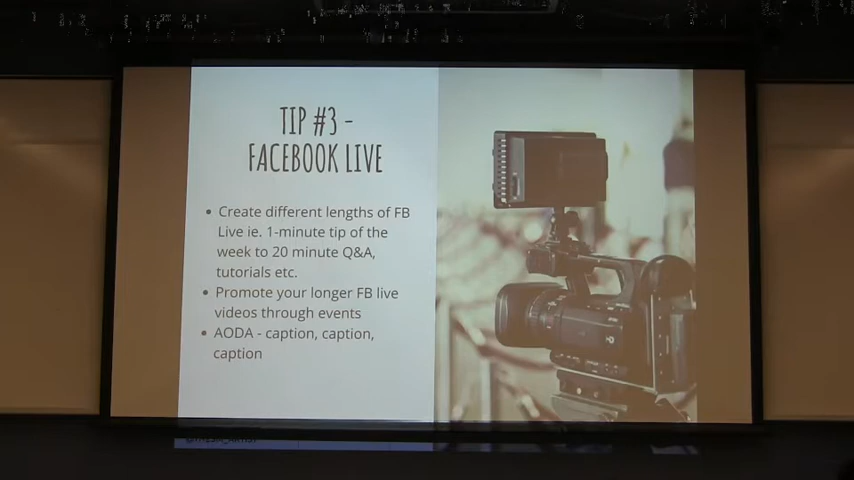 TIP #3 -
FACEBOOK LIVE
• Create different lengths of FB
Live ie. 1-minute tip of the
week to 20 minute Q&A,
tutorials etc.
• Promote your longer FB live
videos through events
• AODA - caption, caption,
caption